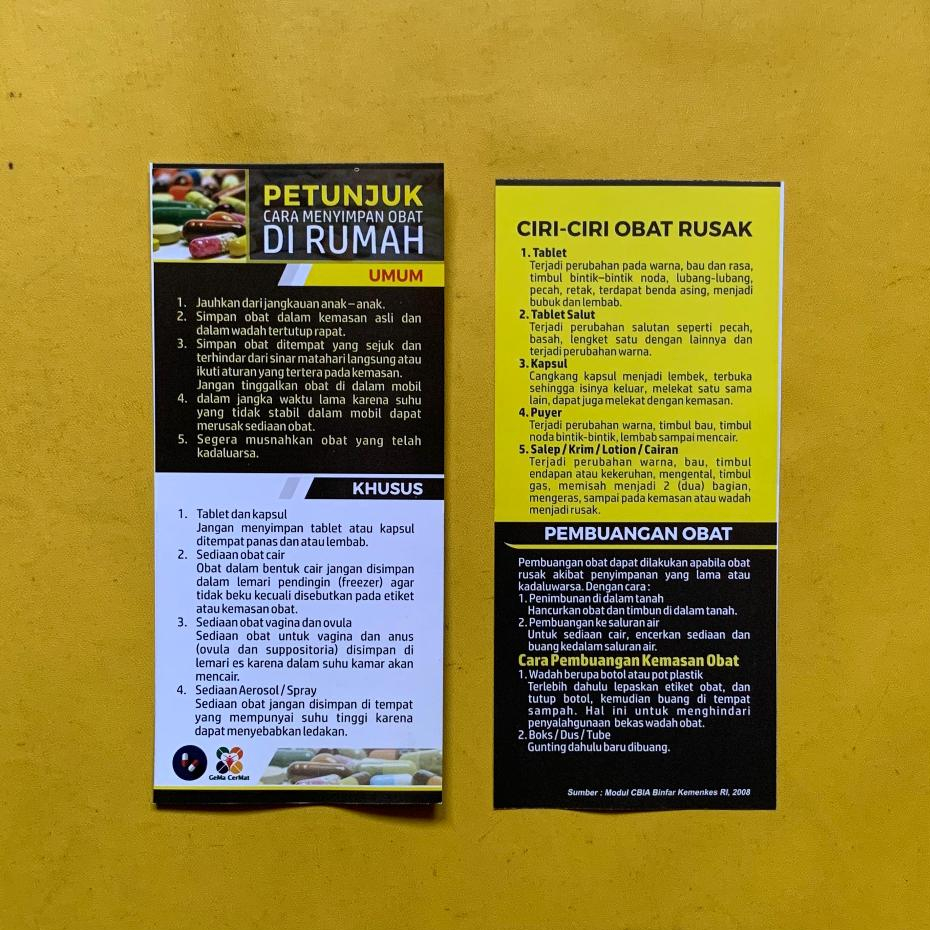 PETUNJUK
CARA MENYIMPAN OBAT
DI RUMAH
UMUM
1. Jauhkan dari jangkauan anak – anak.
2. Simpan obat dalam kemasan asli dan
dalam wadah tertutup rapat.
3. Simpan obat ditempat yang sejuk dan
terhindar dari sinar matahari langsung atau
ikuti aturan yang tertera pada kemasan.
Jangan tinggalkan obat di dalam mobil
4. dalam jangka waktu lama karena suhu
yang tidak stabil dalam mobil dapat
merusak sediaan obat.
5. Segera musnahkan obat yang telah
kadaluarsa.
KHUSUS
1. Tablet dan kapsul
Jangan menyimpan tablet atau kapsul
ditempat panas dan atau lembab.
2. Sediaan obat cair
Obat dalam bentuk cair jangan disimpan
dalam lemari pendingin (freezer) agar
tidak beku kecuali disebutkan pada etiket
atau kemasan obat.
3. Sediaan obat vagina dan ovula
Sediaan obat untuk vagina dan anus
(ovula dan suppositoria) disimpan di
lemari es karena dalam suhu kamar akan
mencair.
4. Sediaan Aerosol / Spray
Sediaan obat jangan disimpan di tempat
yang mempunyai suhu tinggi karena
dapat menyebabkan ledakan.
GeMa CerMat
CIRI-CIRI OBAT RUSAK
1. Tablet
Terjadi perubahan pada warna, bau dan rasa,
timbul bintik–bintik noda, lubang-lubang,
pecah, retak, terdapat benda asing, menjadi
bubuk dan lembab.
2. Tablet Salut
Terjadi perubahan salutan seperti pecah,
basah, lengket satu dengan lainnya dan
terjadi perubahan warna.
3. Kapsul
Cangkang kapsul menjadi lembek, terbuka
sehingga isinya keluar, melekat satu sama
lain, dapat juga melekat dengan kemasan.
4. Puyer
Terjadi perubahan warna, timbul bau, timbul
noda bintik-bintik, lembab sampai mencair.
5. Salep / Krim / Lotion / Cairan
Terjadi perubahan warna, bau, timbul
endapan atau kekeruhan, mengental, timbul
gas, memisah menjadi 2 (dua) bagian,
mengeras, sampai pada kemasan atau wadah
menjadi rusak.
PEMBUANGAN OBAT
Pembuangan obat dapat dilakukan apabila obat
rusak akibat penyimpanan yang lama atau
kadaluwarsa. Dengan cara :
1. Penimbunan di dalam tanah
Hancurkan obat dan timbun di dalam tanah.
2. Pembuangan ke saluran air
Untuk sediaan cair, encerkan sediaan dan
buang kedalam saluran air.
Cara Pembuangan Kemasan Obat
1. Wadah berupa botol atau pot plastik
Terlebih dahulu lepaskan etiket obat, dan
tutup botol, kemudian buang di tempat
sampah. Hal ini untuk menghindari
penyalahgunaan bekas wadah obat.
2. Boks / Dus / Tube
Gunting dahulu baru dibuang.
Sumber : Modul CBIA Binfar Kemenkes RI, 2008